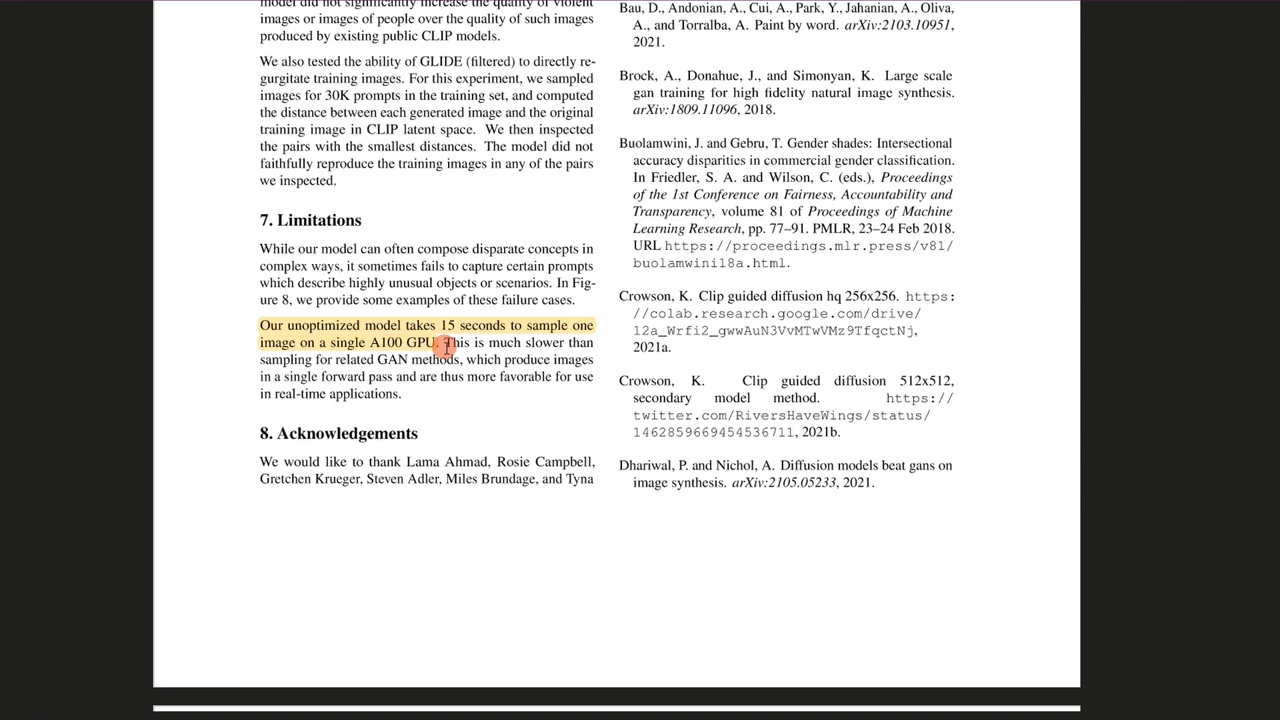 model did not significantly increase the quality of violent
images or images of people over the quality of such images
produced by existing public CLIP models.
We also tested the ability of GLIDE (filtered) to directly re-
gurgitate training images. For this experiment, we sampled
images for 30K prompts in the training set, and computed
the distance between each generated image and the original
training image in CLIP latent space. We then inspected
the pairs with the smallest distances. The model did not
faithfully reproduce the training images in any of the pairs
we inspected.
7. Limitations
While our model can often compose disparate concepts in
complex ways, it sometimes fails to capture certain prompts
which describe highly unusual objects or scenarios. In Fig-
ure 8, we provide some examples of these failure cases.
Our unoptimized model takes 15 seconds to sample one
image on a single A100 GPU. This is much slower than
sampling for related GAN methods, which produce images
in a single forward pass and are thus more favorable for use
in real-time applications.
8. Acknowledgements
We would like to thank Lama Ahmad, Rosie Campbell,
Gretchen Krueger, Steven Adler, Miles Brundage, and Tyna
Bau, D., Andonian, A., Cui, A., Park, Y., Jahanian, A., Oliva,
A., and Torralba, A. Paint by word. arXiv:2103.10951,
2021.
Brock, A., Donahue, J., and Simonyan, K. Large scale
gan training for high fidelity natural image synthesis.
arXiv:1809.11096, 2018.
Buolamwini, J. and Gebru, T. Gender shades: Intersectional
accuracy disparities in commercial gender classification.
In Friedler, S. A. and Wilson, C. (eds.), Proceedings
of the 1st Conference on Fairness, Accountability and
Transparency, volume 81 of Proceedings of Machine
Learning Research, pp. 77–91. PMLR, 23–24 Feb 2018.
URL https://proceedings.mlr.press/v81/
buolamwini18a.html.
Crowson, K. Clip guided diffusion hq 256x256. https:
//colab.research.google.com/drive/
12a_Wrfi2_gwwAuN3VvMTwVMz9TfqctNj,
2021a.
Crowson, K. Clip guided diffusion 512x512,
secondary model method. https://
twitter.com/RiversHaveWings/status/
1462859669454536711, 2021b.
Dhariwal, P. and Nichol, A. Diffusion models beat gans on
image synthesis. arXiv:2105.05233, 2021.